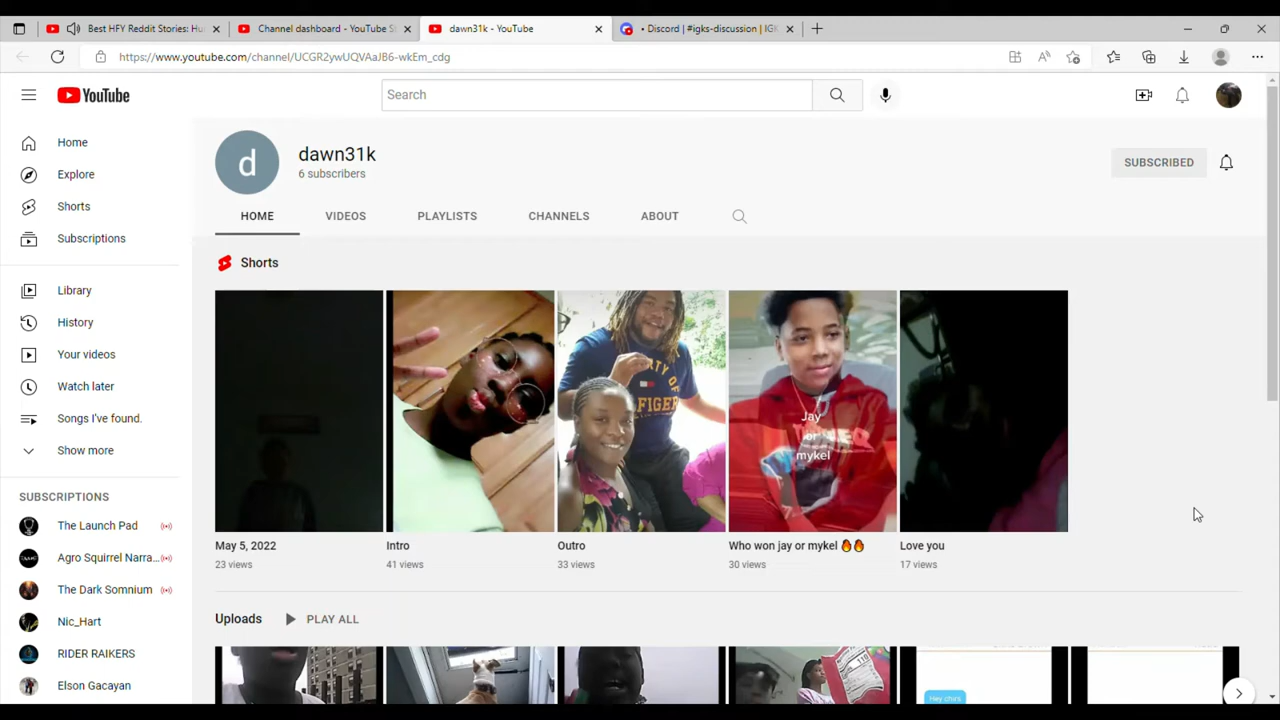 Best HFY Reddit Stories: Hu
Channel dashboard - YouTube S
dawn31k - YouTube
• Discord | #igks-discussion | IGK
https://www.youtube.com/channel/UCGR2ywUQVAaJB6-wkEm_cdg
YouTube
Search
Home
Explore
Shorts
Subscriptions
Library
History
Your videos
Watch later
Songs I've found.
Show more
SUBSCRIPTIONS
The Launch Pad
Agro Squirrel Narra...
The Dark Somnium
Nic_Hart
RIDER RAIKERS
Elson Gacayan
d
dawn31k
6 subscribers
SUBSCRIBED
HOME
VIDEOS
PLAYLISTS
CHANNELS
ABOUT
Shorts
Jay
or
mykel
May 5, 2022
23 views
Intro
41 views
Outro
33 views
Who won jay or mykel 🔥🔥
30 views
Love you
17 views
Uploads
PLAY ALL
Hey chris